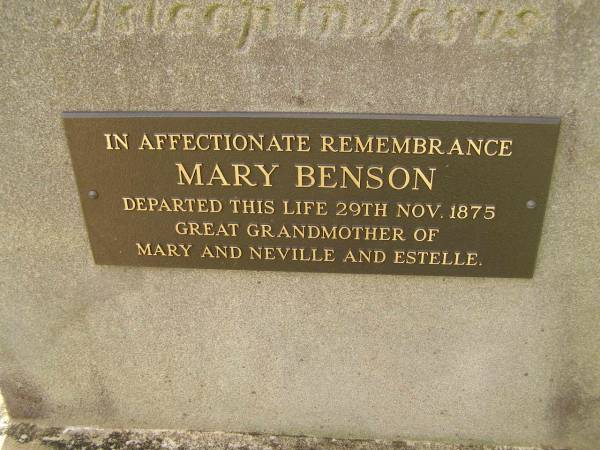 Asleep in Jesus
IN AFFECTIONATE REMEMBRANCE
MARY BENSON
DEPARTED THIS LIFE 29TH NOV. 1875
GREAT GRANDMOTHER OF
MARY AND NEVILLE AND ESTELLE.